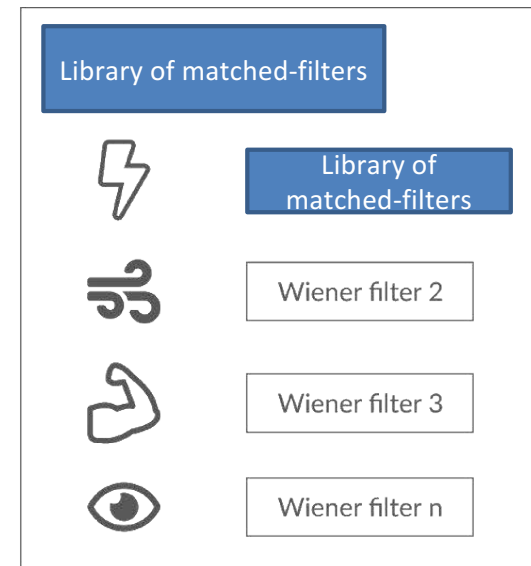 Library of matched-filters
Library of
matched-filters
Wiener filter 2
Wiener filter 3
Wiener filter n